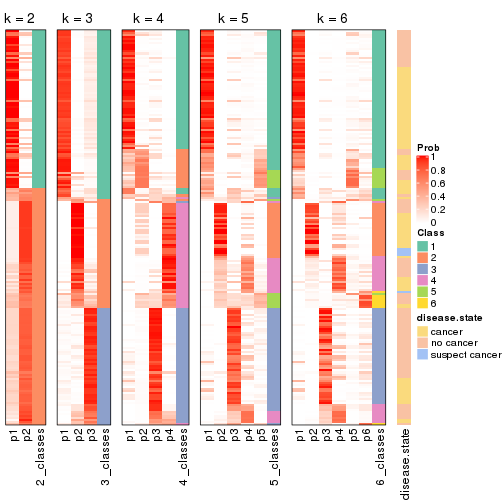 k = 2 k = 3 k = 4 k = 5 k = 6
Prob
1
0.8
0.6
0.4
0.2
0
Class
1
2
3
4
5
6
disease.state
cancer
no cancer
suspect cancer
p1 p2 2_classes p1 p2 p3 3_classes p1 p2 p3 p4 4_classes p1 p2 p3 p4 p5 5_classes p1 p2 p3 p4 p5 p6 6_classes disease.state